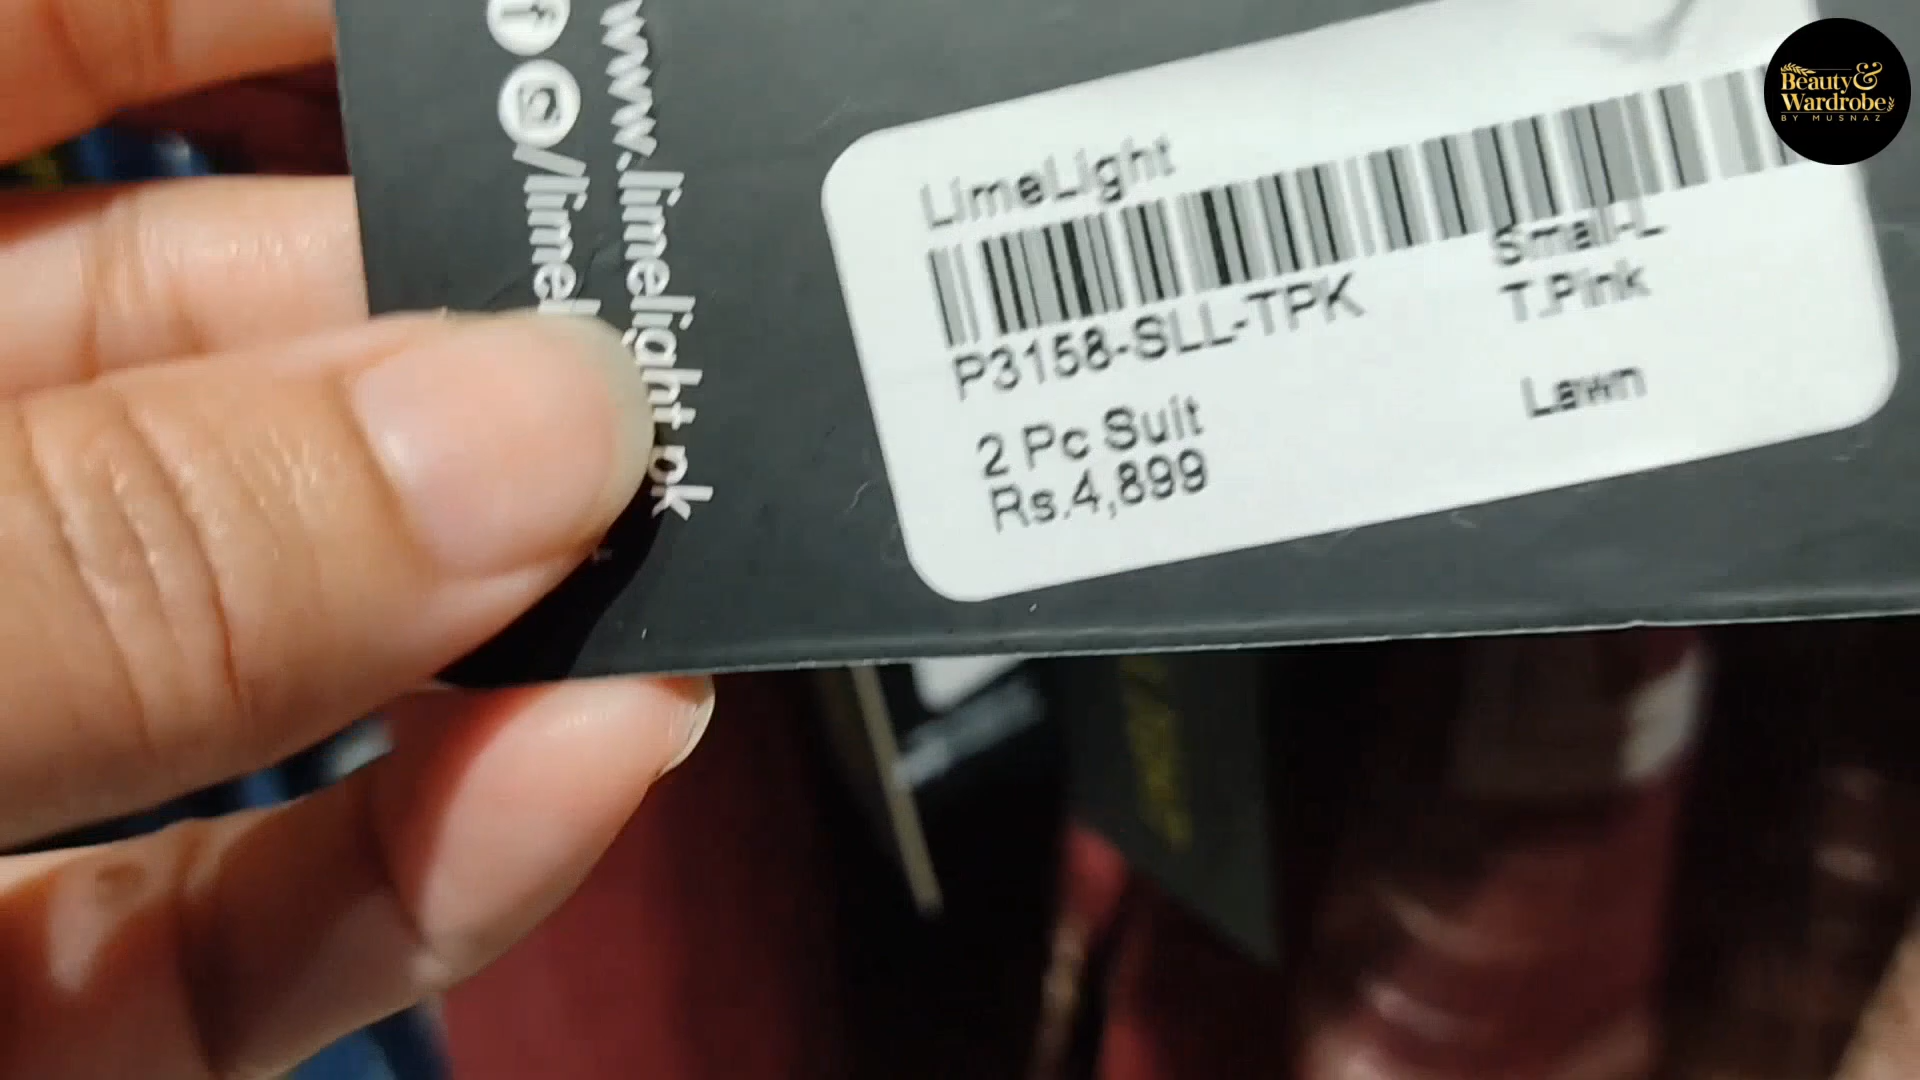 www.limelight.pk
/limel
LimeLight
Small-L
P3158-SLL-TPK
T.Pink
2 Pc Suit
Lawn
Rs.4,899
Beauty &
Wardrobe
BY MUSNAZ